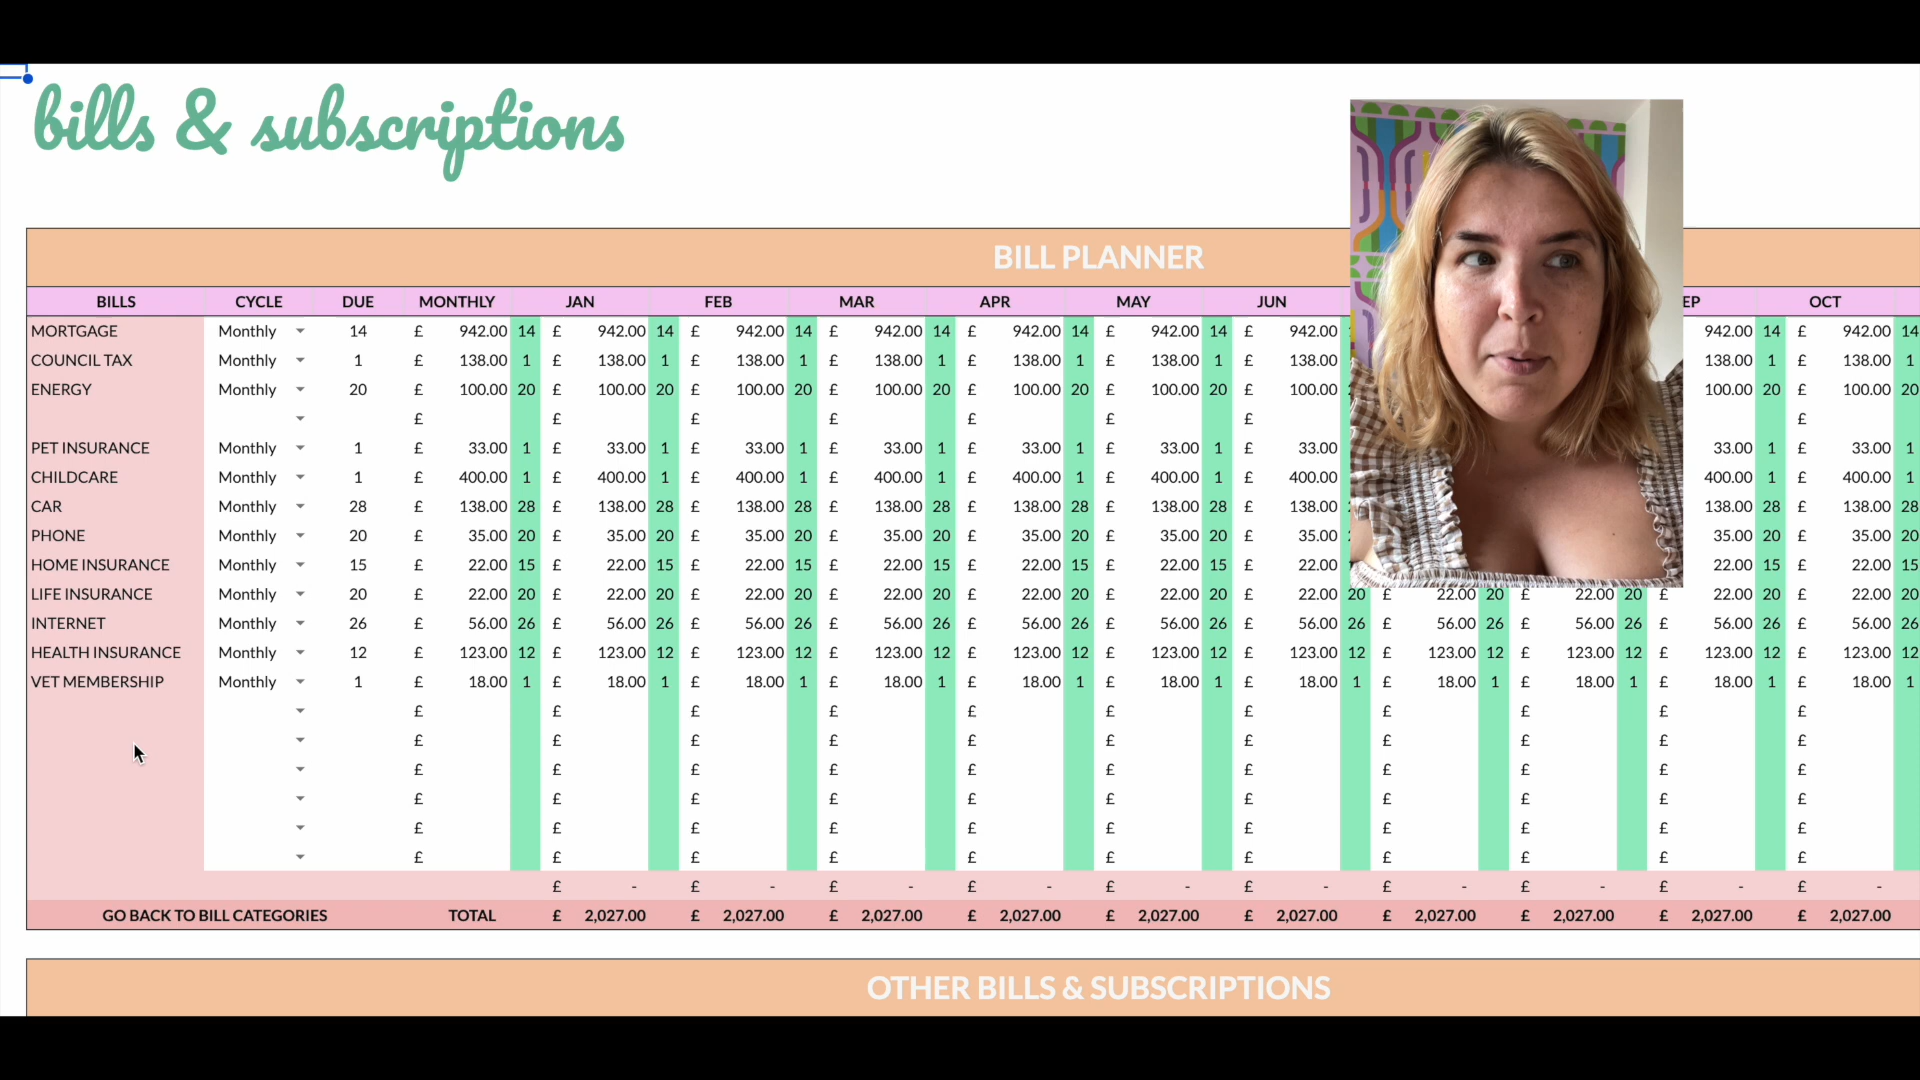 bills & subscriptions
BILL PLANNER
BILLS CYCLE DUE MONTHLY JAN FEB MAR APR MAY JUN EP OCT
MORTGAGE Monthly 14 £ 942.00 14 £ 942.00 14 £ 942.00 14 £ 942.00 14 £ 942.00 14 £ 942.00 14 £ 942.00 942.00 14 £ 942.00 14
COUNCIL TAX Monthly 1 £ 138.00 1 £ 138.00 1 £ 138.00 1 £ 138.00 1 £ 138.00 1 £ 138.00 1 £ 138.00 138.00 1 £ 138.00 1
ENERGY Monthly 20 £ 100.00 20 £ 100.00 20 £ 100.00 20 £ 100.00 20 £ 100.00 20 £ 100.00 20 £ 100.00 100.00 20 £ 100.00 20
£ £ £ £ £ £ £ £
PET INSURANCE Monthly 1 £ 33.00 1 £ 33.00 1 £ 33.00 1 £ 33.00 1 £ 33.00 1 £ 33.00 1 £ 33.00 33.00 1 £ 33.00 1
CHILDCARE Monthly 1 £ 400.00 1 £ 400.00 1 £ 400.00 1 £ 400.00 1 £ 400.00 1 £ 400.00 1 £ 400.00 400.00 1 £ 400.00 1
CAR Monthly 28 £ 138.00 28 £ 138.00 28 £ 138.00 28 £ 138.00 28 £ 138.00 28 £ 138.00 28 £ 138.00 138.00 28 £ 138.00 28
PHONE Monthly 20 £ 35.00 20 £ 35.00 20 £ 35.00 20 £ 35.00 20 £ 35.00 20 £ 35.00 20 £ 35.00 35.00 20 £ 35.00 20
HOME INSURANCE Monthly 15 £ 22.00 15 £ 22.00 15 £ 22.00 15 £ 22.00 15 £ 22.00 15 £ 22.00 15 £ 22.00 22.00 15 £ 22.00 15
LIFE INSURANCE Monthly 20 £ 22.00 20 £ 22.00 20 £ 22.00 20 £ 22.00 20 £ 22.00 20 £ 22.00 20 £ 22.00 20 £ 22.00 20 £ 22.00 20 £ 22.00 20 £ 22.00 20
INTERNET Monthly 26 £ 56.00 26 £ 56.00 26 £ 56.00 26 £ 56.00 26 £ 56.00 26 £ 56.00 26 £ 56.00 26 £ 56.00 26 £ 56.00 26 £ 56.00 26 £ 56.00 26
HEALTH INSURANCE Monthly 12 £ 123.00 12 £ 123.00 12 £ 123.00 12 £ 123.00 12 £ 123.00 12 £ 123.00 12 £ 123.00 12 £ 123.00 12 £ 123.00 12 £ 123.00 12 £ 123.00 12
VET MEMBERSHIP Monthly 1 £ 18.00 1 £ 18.00 1 £ 18.00 1 £ 18.00 1 £ 18.00 1 £ 18.00 1 £ 18.00 1 £ 18.00 1 £ 18.00 1 £ 18.00 1 £ 18.00 1
£ £ £ £ £ £ £ £ £ £ £
£ £ £ £ £ £ £ £ £ £ £
£ £ £ £ £ £ £ £ £ £ £
£ £ £ £ £ £ £ £ £ £ £
£ £ £ £ £ £ £ £ £ £ £
£ £ £ £ £ £ £ £ £ £ £
£ - £ - £ - £ - £ - £ - £ - £ - £ - £ -
GO BACK TO BILL CATEGORIES TOTAL £ 2,027.00 £ 2,027.00 £ 2,027.00 £ 2,027.00 £ 2,027.00 £ 2,027.00 £ 2,027.00 £ 2,027.00 £ 2,027.00 £ 2,027.00
OTHER BILLS & SUBSCRIPTIONS